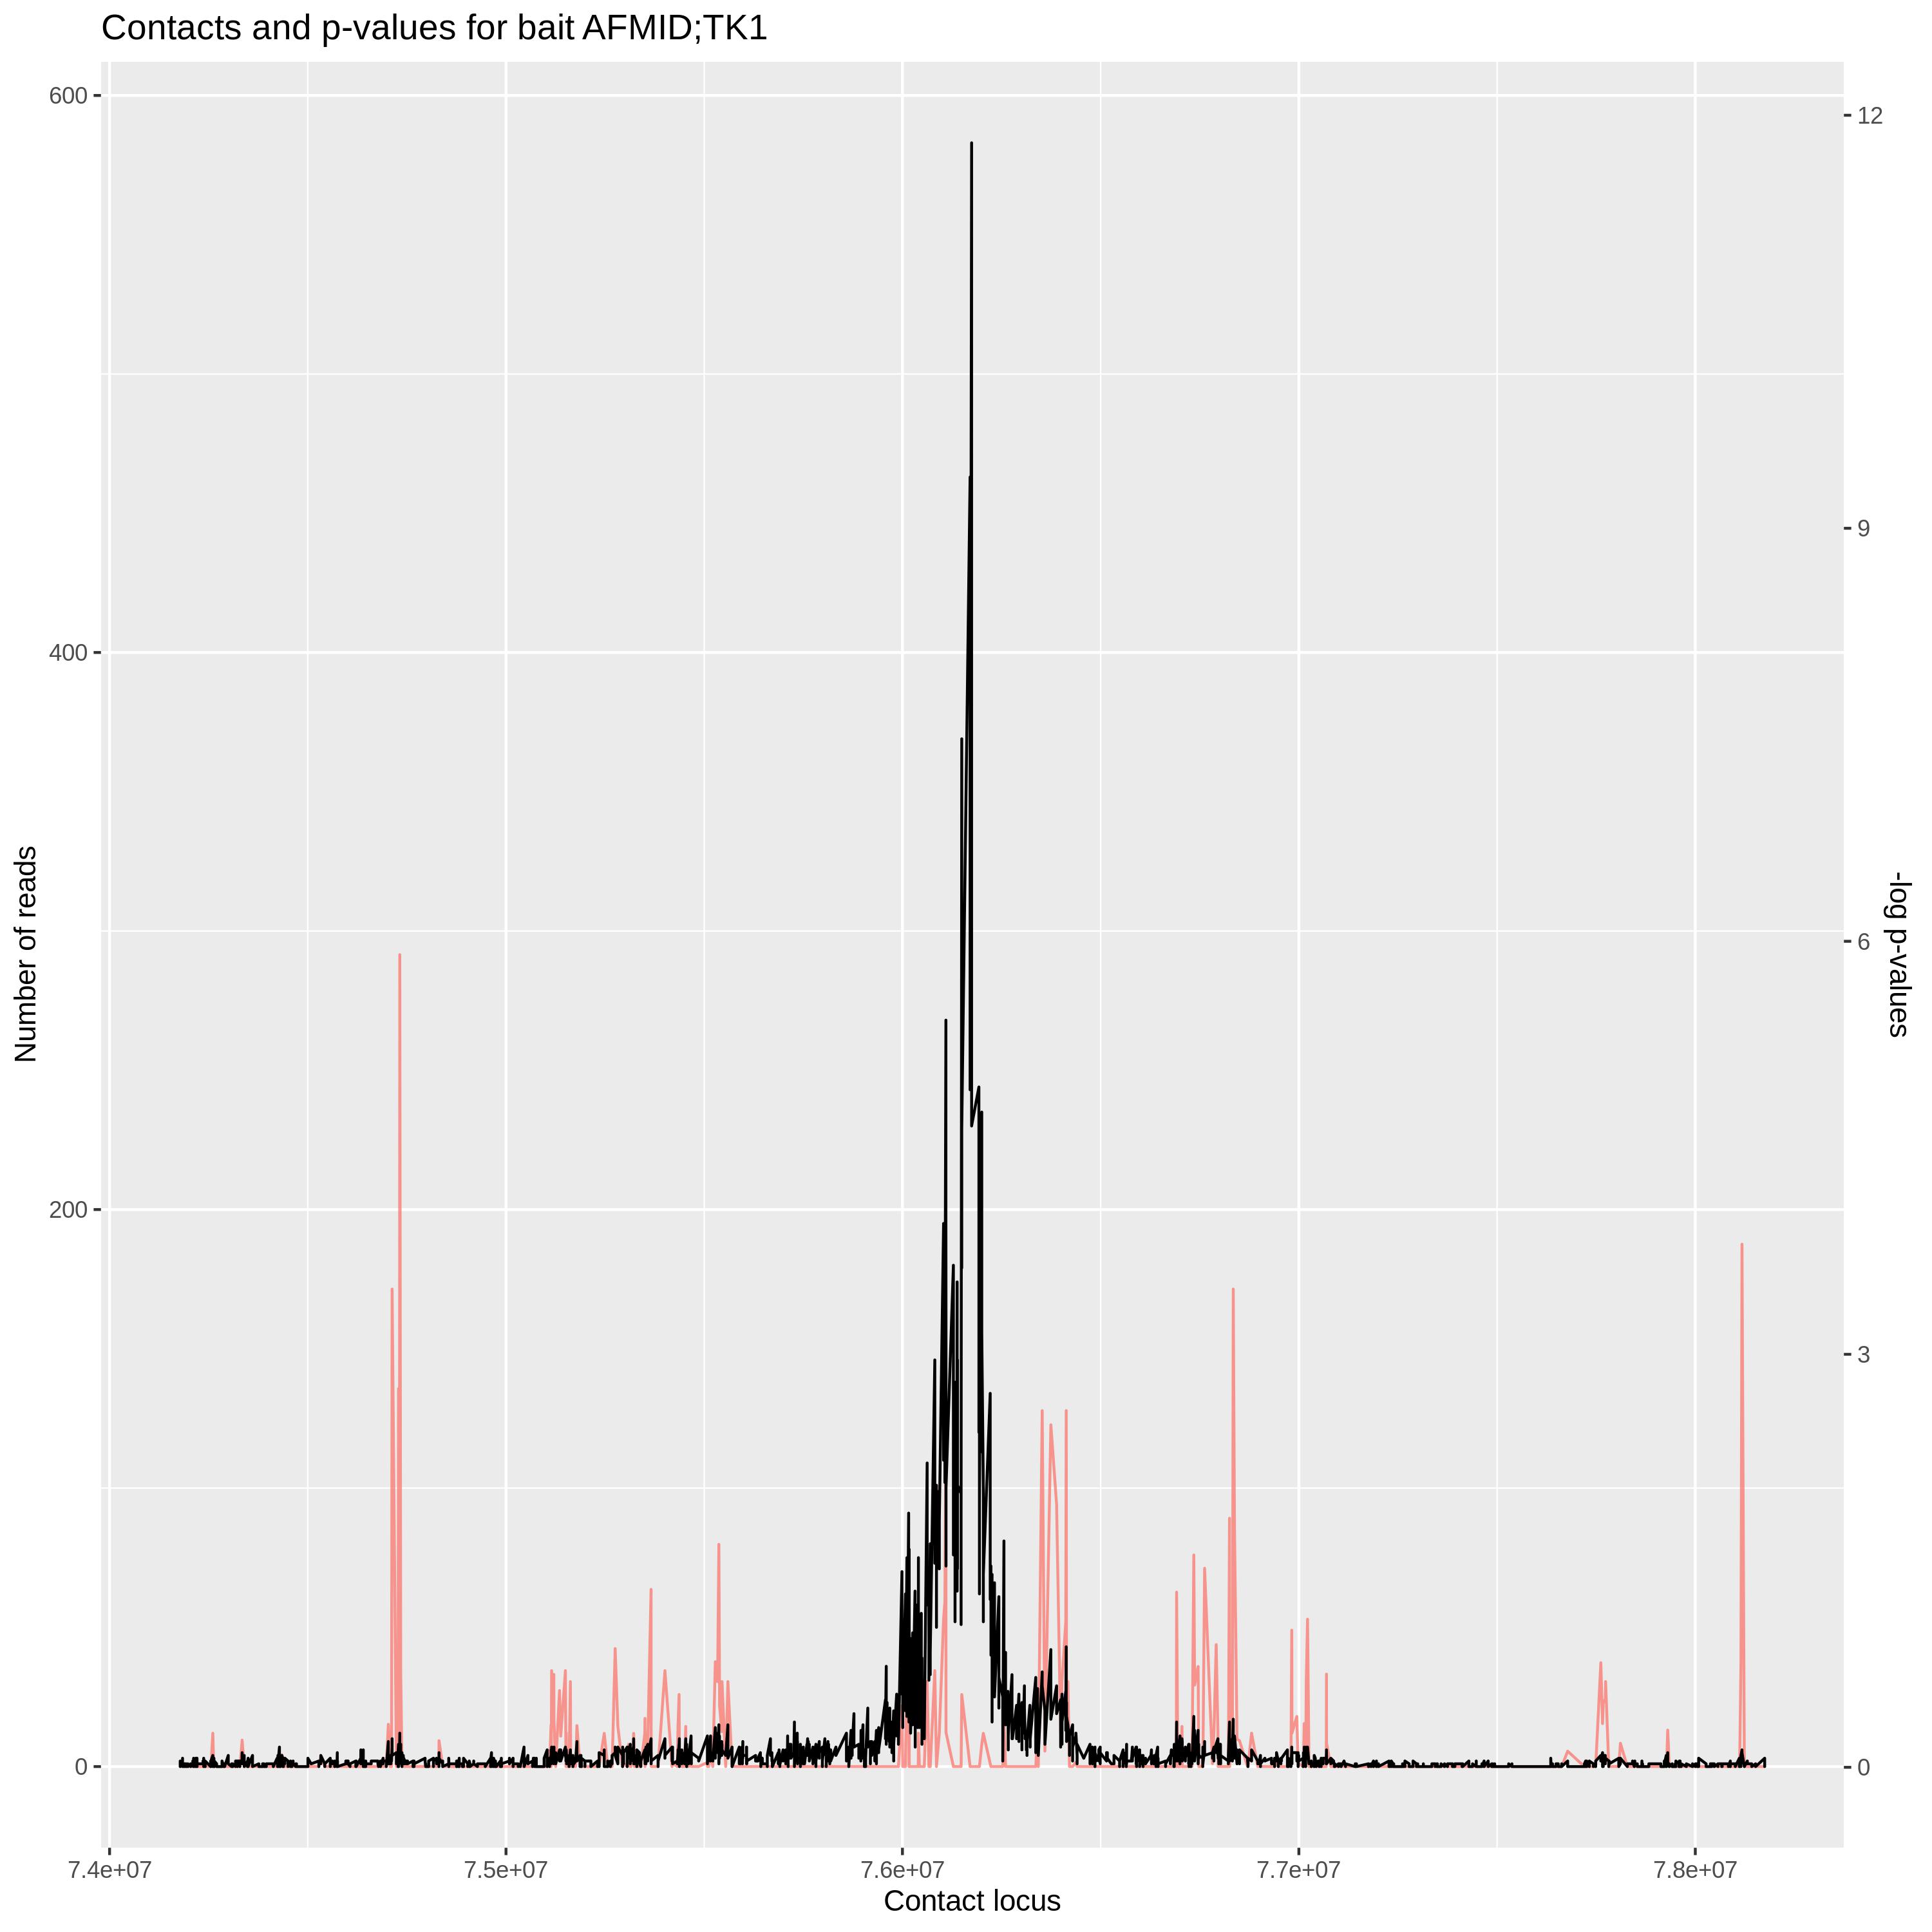 Contacts and p-values for bait AFMID;TK1
600
400
200
0
12
9
6
3
0
Number of reads
-log p-values
7.4e+07
7.5e+07
7.6e+07
7.7e+07
7.8e+07
Contact locus